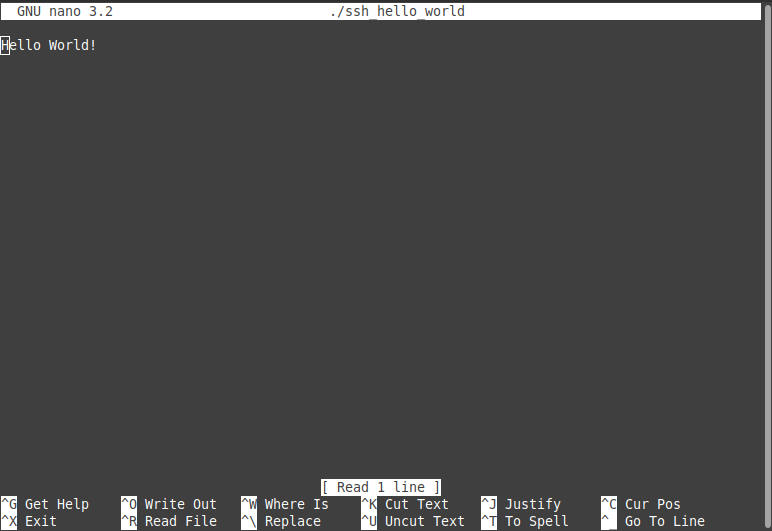 GNU nano 3.2 ./ssh_hello_world
Hello World!
[ Read 1 line ]
^G Get Help ^O Write Out ^W Where Is ^K Cut Text ^J Justify ^C Cur Pos
^X Exit ^R Read File ^\ Replace ^U Uncut Text ^T To Spell ^_ Go To Line